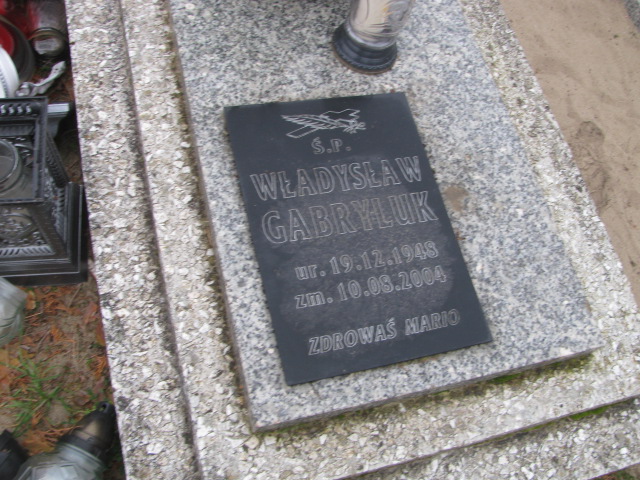 Ś.P.
WŁADYSŁAW
GABRYLUK
ur. 19.12.1948
zm. 10.08.2004
ZDROWAŚ MARIO